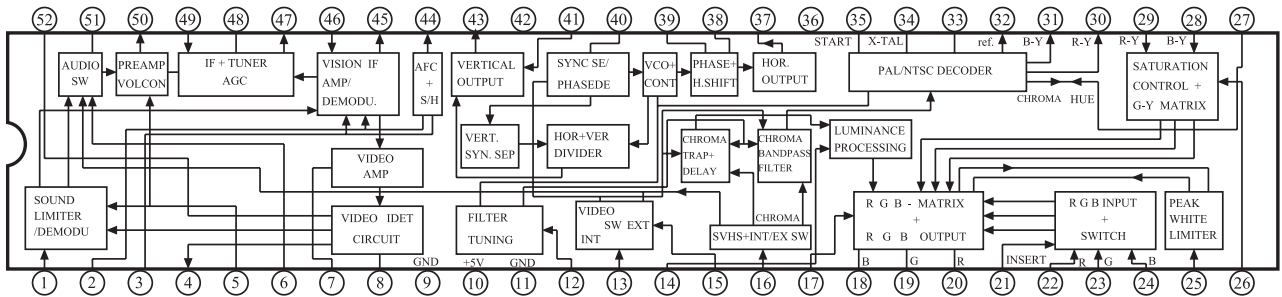 52 51 50 49 48 47 46 45 44 43 42 41 40 39 38 37 36 35 34 33 32 31 30 29 28 27
START X-TAL ref. B-Y R-Y R-Y B-Y
AUDIO
SW
PREAMP
VOLCON
IF + TUNER
AGC
VISION IF
AMP/
DEMODU.
AFC
+
S/H
VERTICAL
OUTPUT
SYNC SE/
PHASEDE
VCO+
CONT
PHASE+
H.SHIFT
HOR.
OUTPUT
PAL/NTSC DECODER
CHROMA HUE
SATURATION
CONTROL +
G-Y MATRIX
VERT.
SYN. SEP
HOR+VER
DIVIDER
CHROMA
TRAP+
DELAY
CHROMA
BANDPASS
FILTER
LUMINANCE
PROCESSING
VIDEO
AMP
SOUND
LIMITER
/DEMODU
VIDEO IDET
CIRCUIT
FILTER
TUNING
VIDEO
SW EXT
INT
CHROMA
SVHS+INT/EX SW
R G B - MATRIX
+
R G B OUTPUT
R G B INPUT
+
SWITCH
PEAK
WHITE
LIMITER
GND +5V GND B G R INSERT R G B
1 2 3 4 5 6 7 8 9 10 11 12 13 14 15 16 17 18 19 20 21 22 23 24 25 26